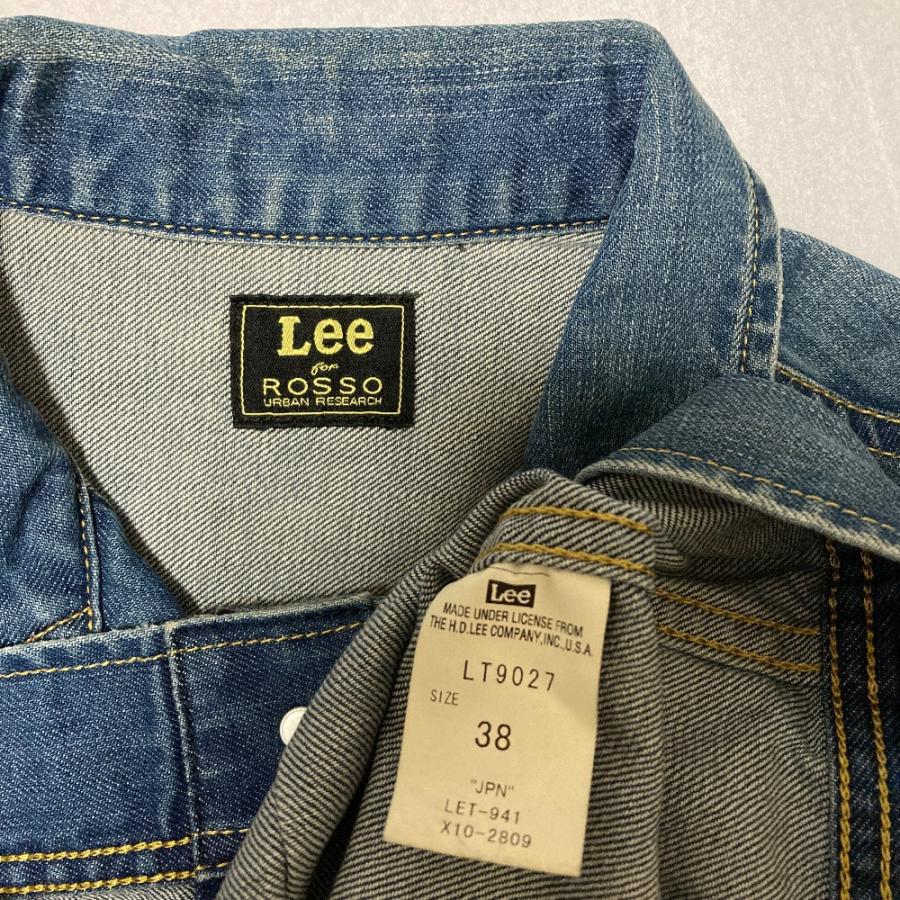 Lee
for
ROSSO
URBAN RESEARCH
Lee
MADE UNDER LICENSE FROM
THE H.D.LEE COMPANY,INC.,U.S.A.
LT9027
SIZE
38
"JPN"
LET-941
X10-2809